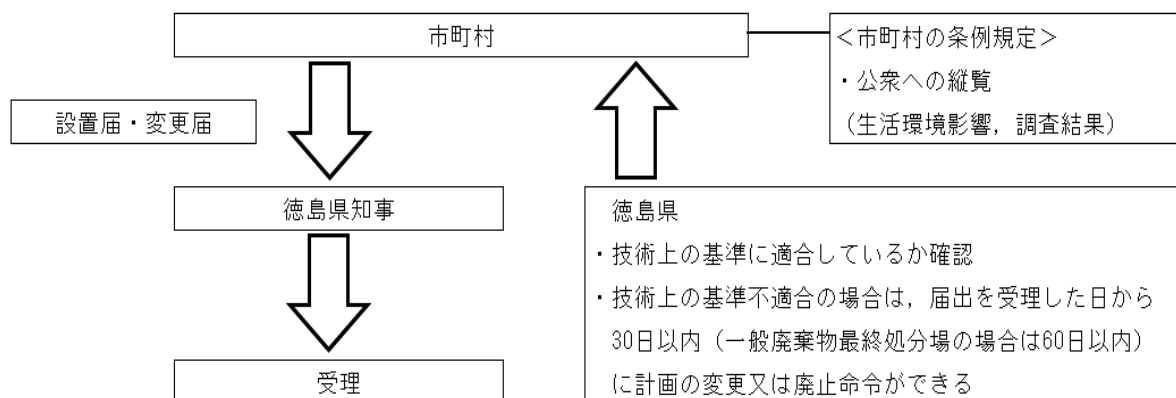 市町村
<市町村の条例規定>
・公衆への縦覧
(生活環境影響，調査結果)
設置届・変更届
徳島県知事
受理
徳島県
・技術上の基準に適合しているか確認
・技術上の基準不適合の場合は，届出を受理した日から
30日以内（一般廃棄物最終処分場の場合は60日以内）
に計画の変更又は廃止命令ができる